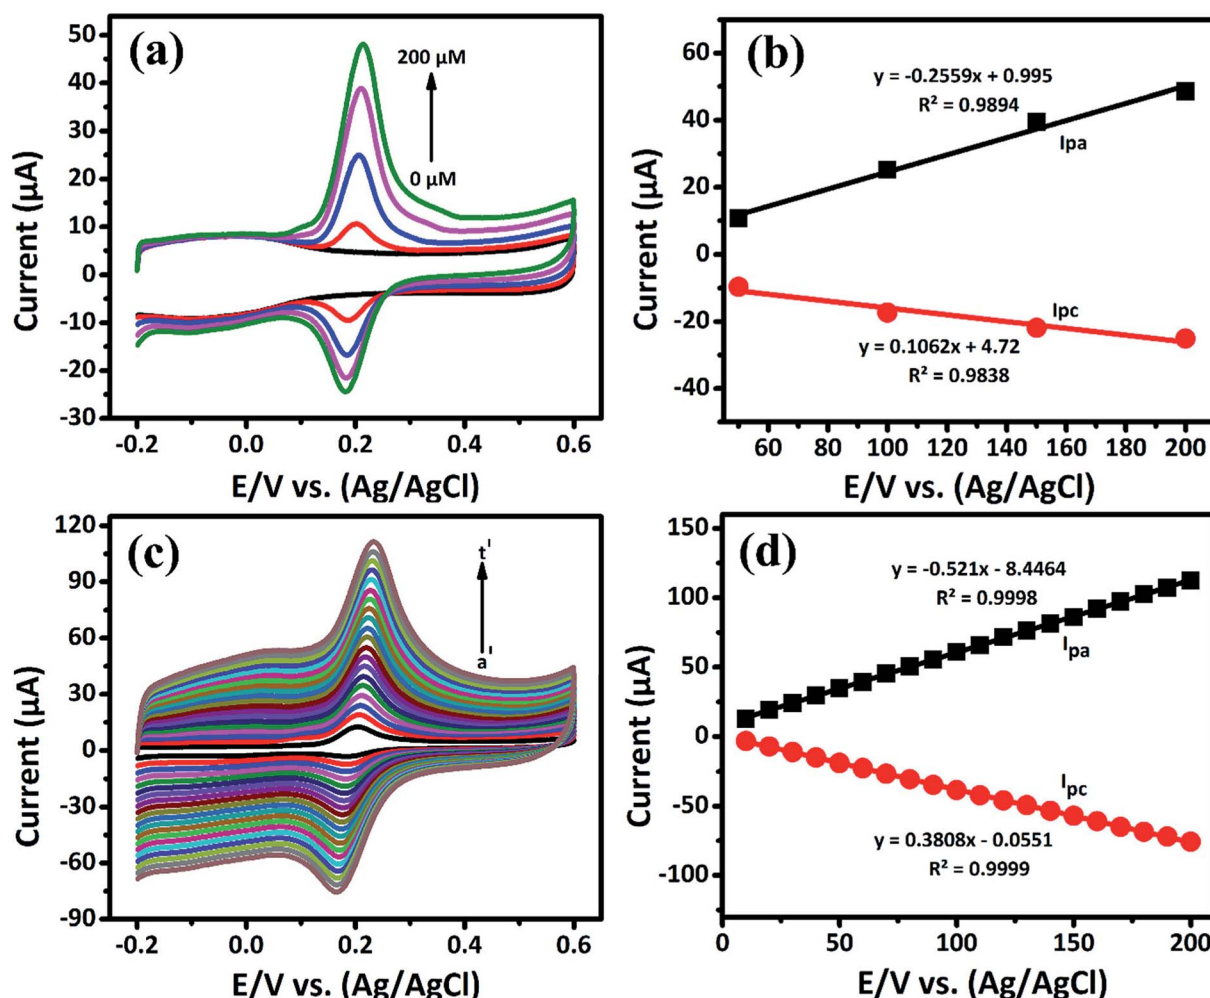 (a)
50
40
30
20
10
0
-10
-20
-30
Current (µA)
200 µM
0 µM
-0.2
0.0
0.2
0.4
0.6
E/V vs. (Ag/AgCl)
(b)
60
40
20
0
-20
-40
Current (µA)
y = -0.2559x + 0.995
R² = 0.9894
Ipa
Ipc
y = 0.1062x + 4.72
R² = 0.9838
60
80
100
120
140
160
180
200
E/V vs. (Ag/AgCl)
(c)
120
90
60
30
0
-30
-60
-90
Current (µA)
t'
a'
-0.2
0.0
0.2
0.4
0.6
E/V vs. (Ag/AgCl)
(d)
150
100
50
0
-50
-100
Current (µA)
y = -0.521x - 8.4464
R² = 0.9998
Ipa
Ipc
y = 0.3808x - 0.0551
R² = 0.9999
0
50
100
150
200
E/V vs. (Ag/AgCl)